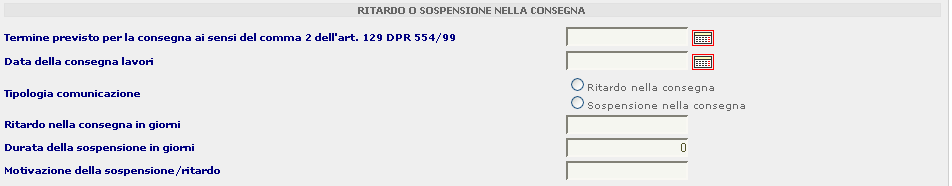 RITARDO O SOSPENSIONE NELLA CONSEGNA
Termine previsto per la consegna ai sensi del comma 2 dell'art. 129 DPR 554/99
Data della consegna lavori
Tipologia comunicazione
Ritardo nella consegna
Sospensione nella consegna
Ritardo nella consegna in giorni
Durata della sospensione in giorni 0
Motivazione della sospensione/ritardo